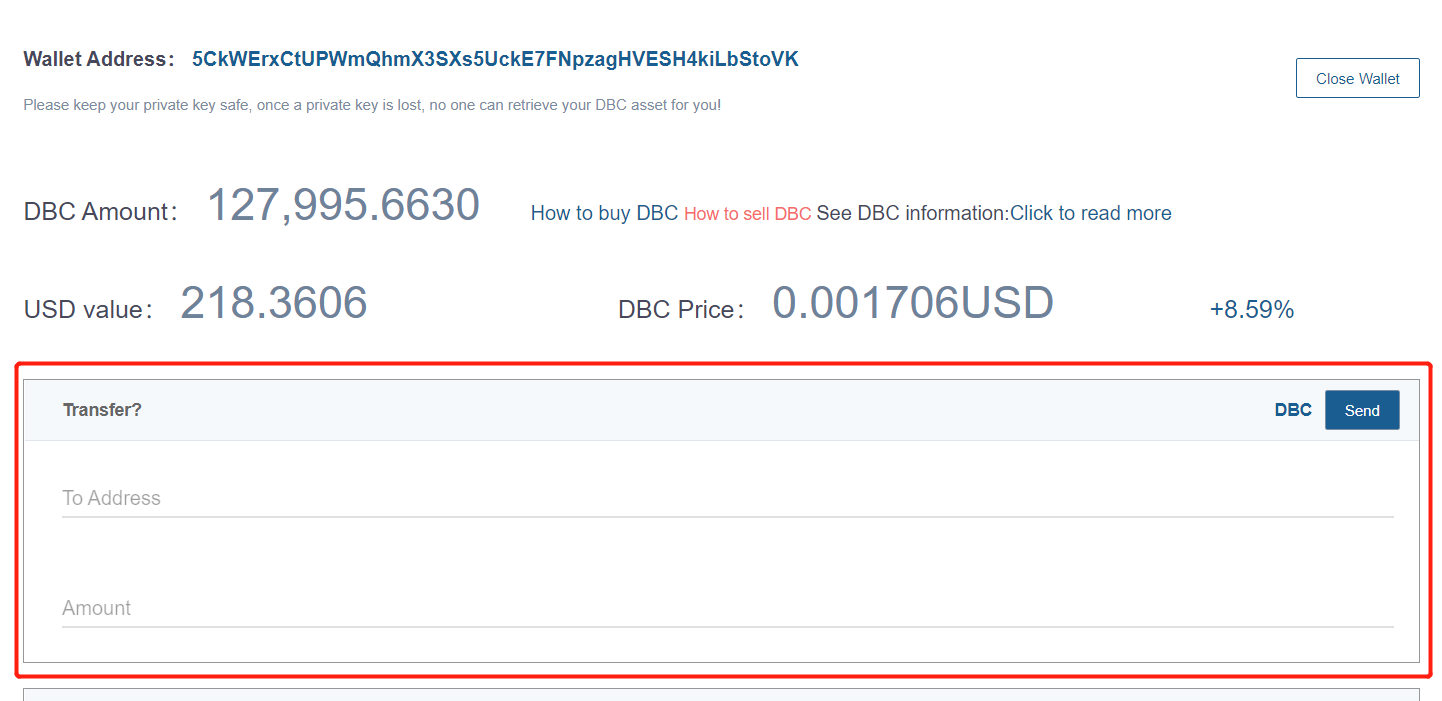 Wallet Address： 5CkWErxCtUPWmQhmX3SXs5UckE7FNpzagHVESH4kiLbStoVK
Close Wallet
Please keep your private key safe, once a private key is lost, no one can retrieve your DBC asset for you!
DBC Amount： 127,995.6630 How to buy DBC How to sell DBC See DBC information:Click to read more
USD value： 218.3606 DBC Price： 0.001706USD +8.59%
Transfer? DBC Send
To Address
Amount